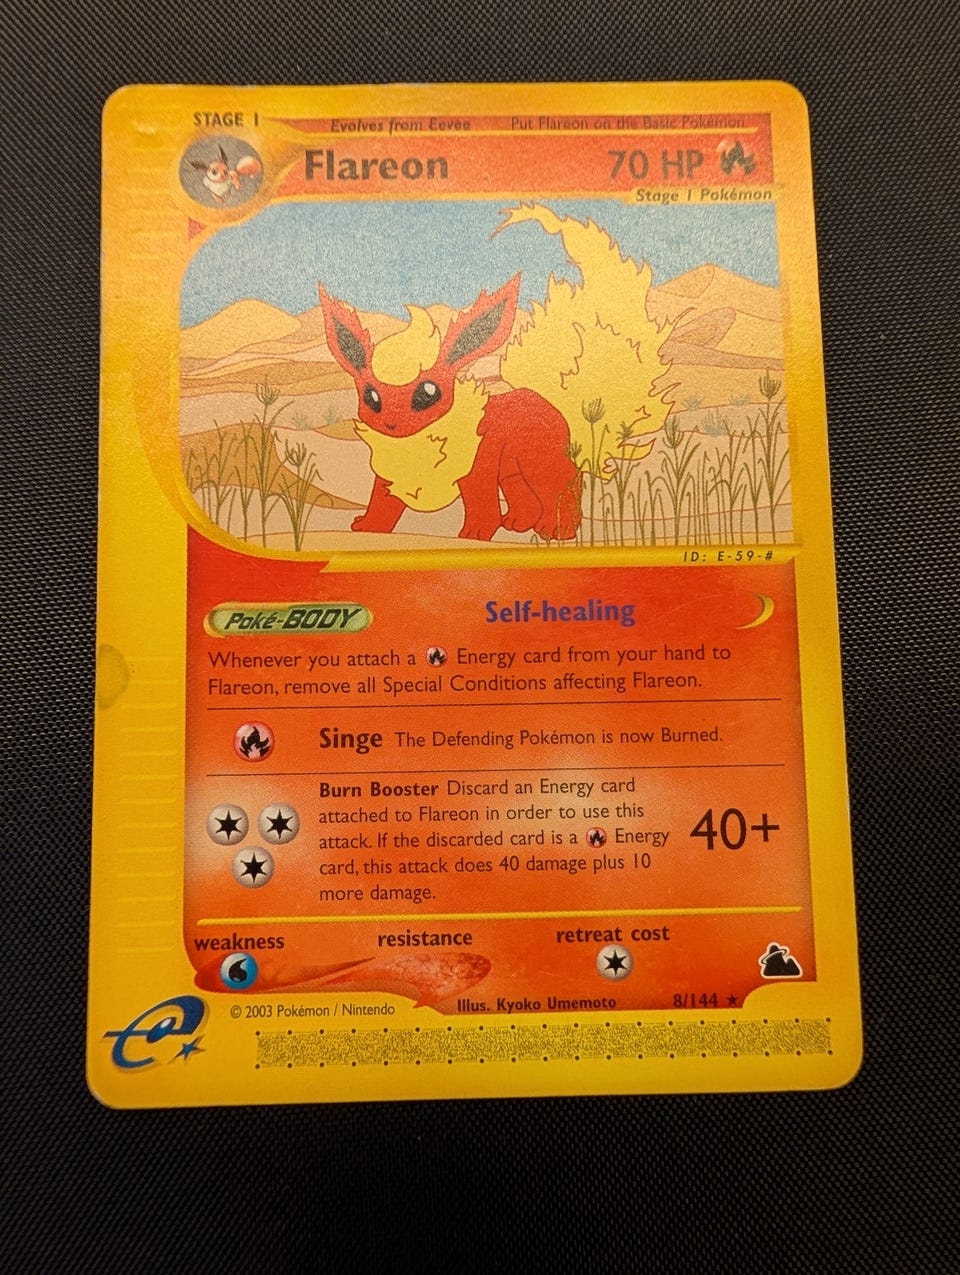 STAGE 1
Evolves from Eevee Put Flareon on the Basic Pokémon
Flareon 70 HP
Stage 1 Pokémon
ID: E-59-#
Poké-BODY Self-healing
Whenever you attach a Energy card from your hand to
Flareon, remove all Special Conditions affecting Flareon.
Singe The Defending Pokémon is now Burned.
Burn Booster Discard an Energy card
attached to Flareon in order to use this
attack. If the discarded card is a Energy
card, this attack does 40 damage plus 10
more damage.
40+
weakness resistance retreat cost
Illus. Kyoko Umemoto 8/144 ★
© 2003 Pokémon / Nintendo
e